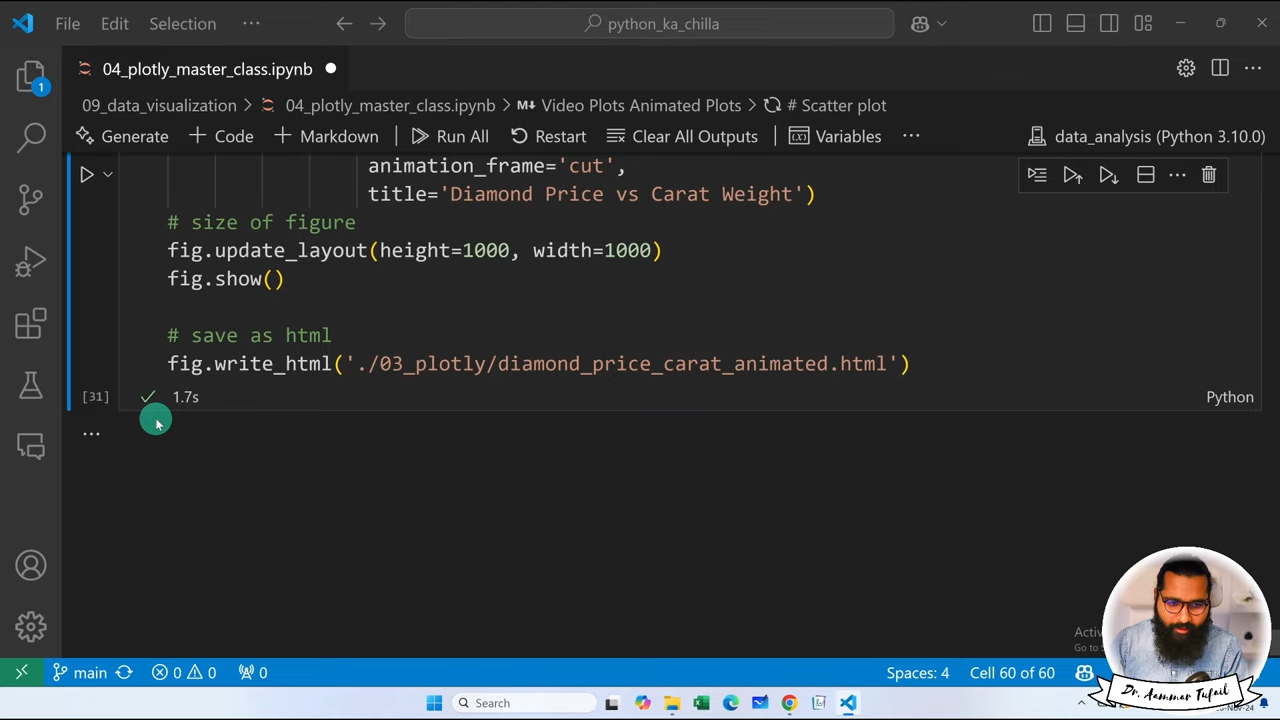 File Edit Selection ··· python_ka_chilla
1
04_plotly_master_class.ipynb
09_data_visualization > 04_plotly_master_class.ipynb > Video Plots Animated Plots > # Scatter plot
Generate + Code + Markdown Run All Restart Clear All Outputs Variables ··· data_analysis (Python 3.10.0)
animation_frame='cut',
title='Diamond Price vs Carat Weight')
# size of figure
fig.update_layout(height=1000, width=1000)
fig.show()
# save as html
fig.write_html('./03_plotly/diamond_price_carat_animated.html')
[31] 1.7s Python
...
Dr. Aammar Tufail
main 0 0 0 Spaces: 4 Cell 60 of 60
Search